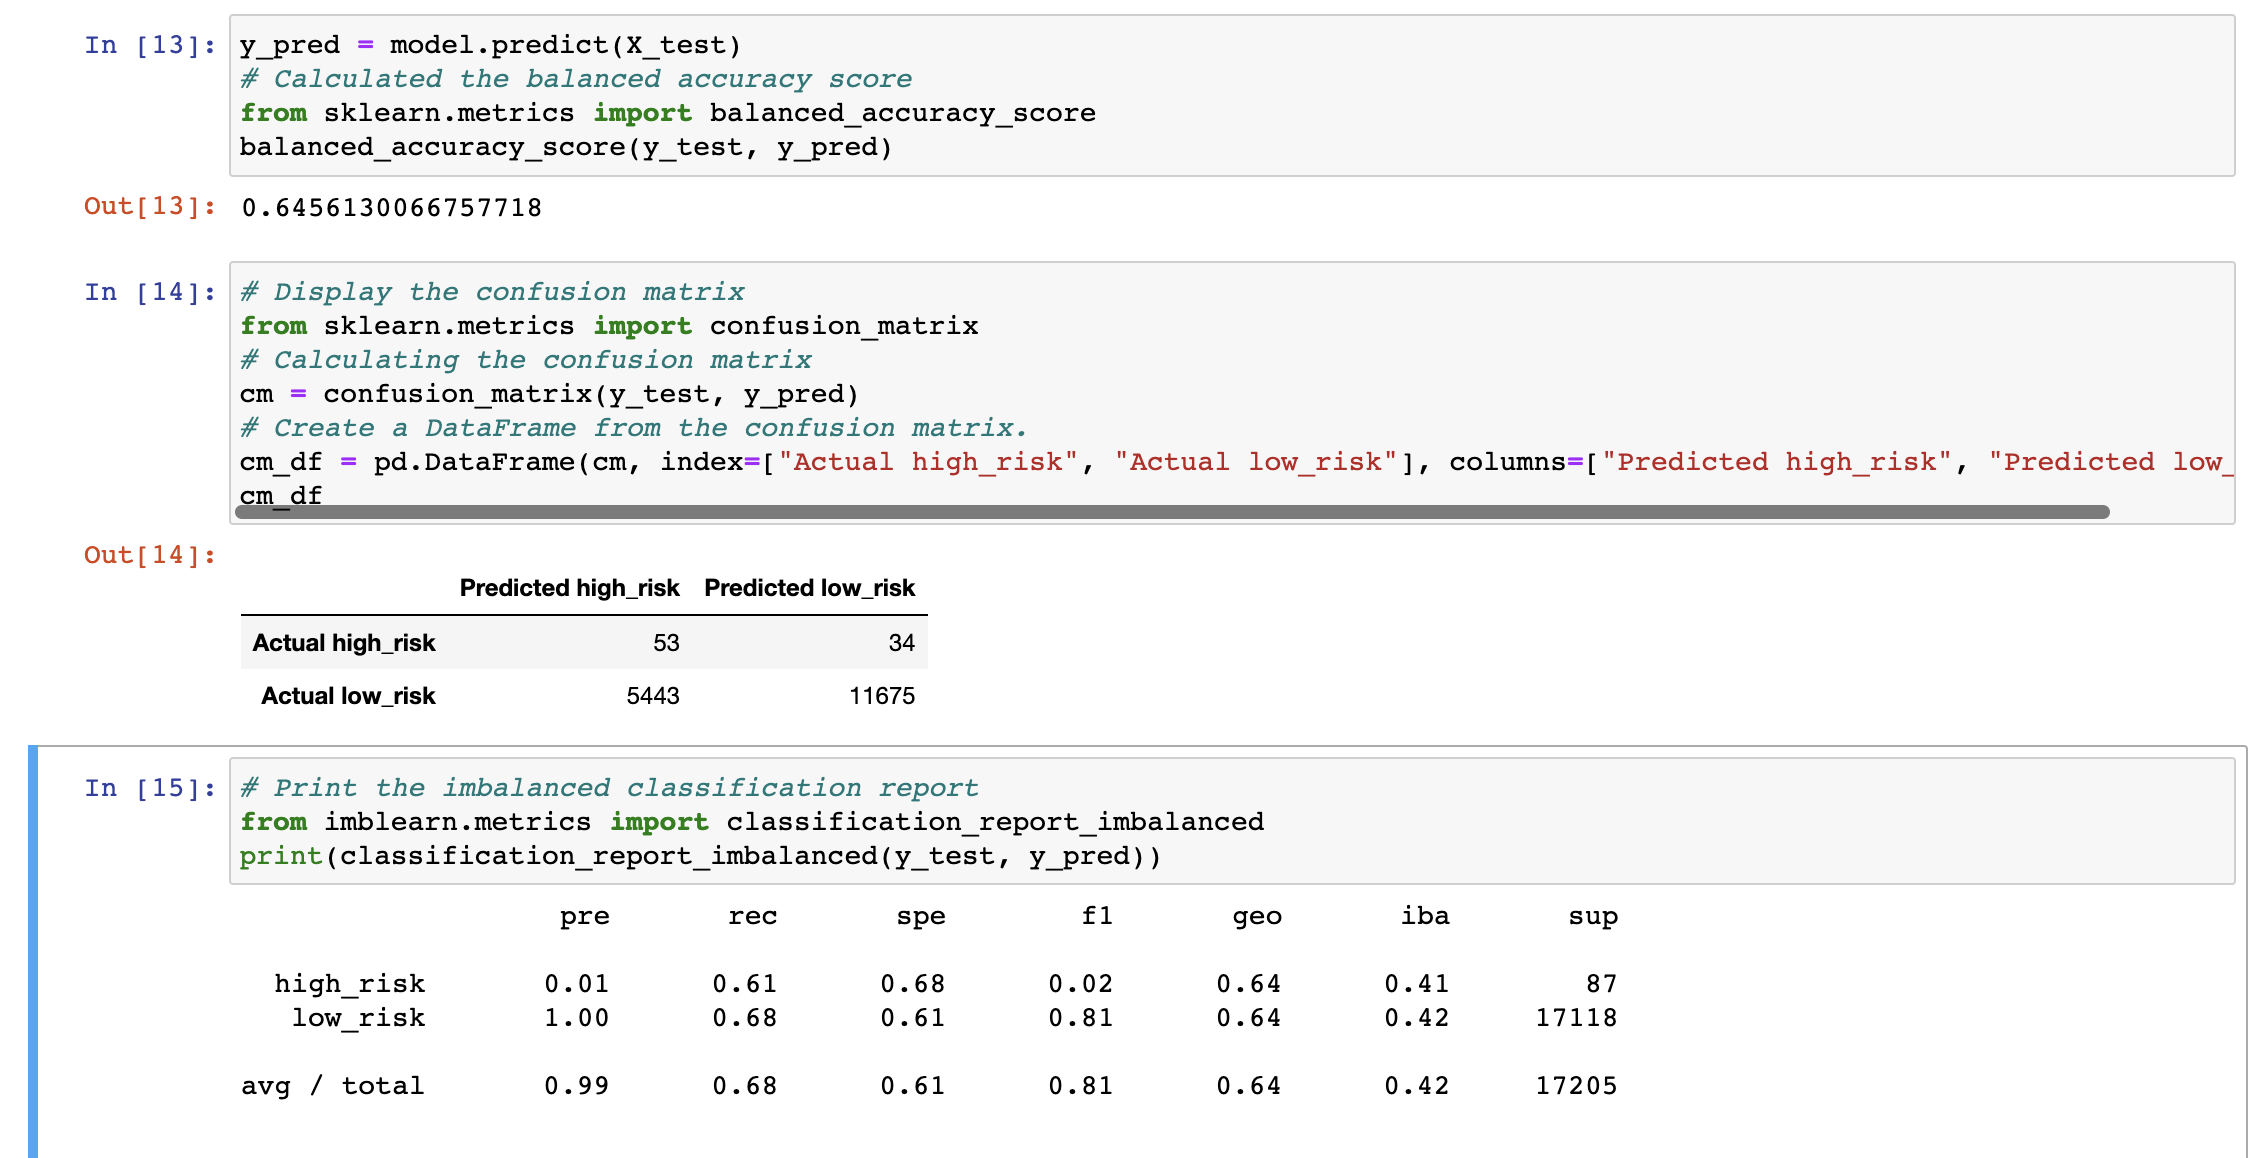 In [13]: y_pred = model.predict(X_test)
# Calculated the balanced accuracy score
from sklearn.metrics import balanced_accuracy_score
balanced_accuracy_score(y_test, y_pred)
Out[13]: 0.6456130066757718
In [14]: # Display the confusion matrix
from sklearn.metrics import confusion_matrix
# Calculating the confusion matrix
cm = confusion_matrix(y_test, y_pred)
# Create a DataFrame from the confusion matrix.
cm_df = pd.DataFrame(cm, index=["Actual high_risk", "Actual low_risk"], columns=["Predicted high_risk", "Predicted low_
cm_df
Out[14]:
Predicted high_risk Predicted low_risk
Actual high_risk 53 34
Actual low_risk 5443 11675
In [15]: # Print the imbalanced classification report
from imblearn.metrics import classification_report_imbalanced
print(classification_report_imbalanced(y_test, y_pred))
pre rec spe f1 geo iba sup
high_risk 0.01 0.61 0.68 0.02 0.64 0.41 87
low_risk 1.00 0.68 0.61 0.81 0.64 0.42 17118
avg / total 0.99 0.68 0.61 0.81 0.64 0.42 17205